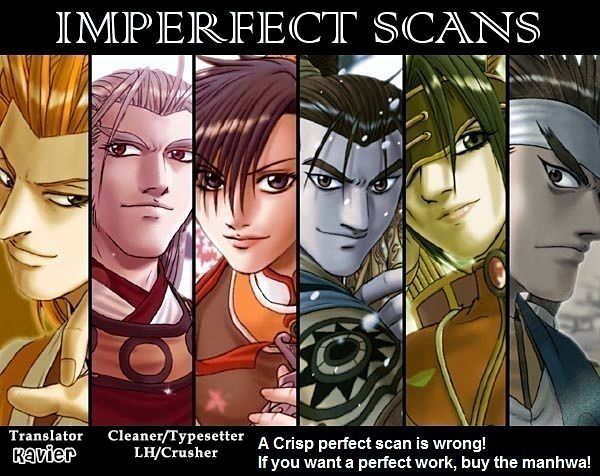 IMPERFECT SCANS
Translator
Kavier
Cleaner/Typesetter
LH/Crusher
A Crisp perfect scan is wrong!
If you want a perfect work, buy the manhwa!